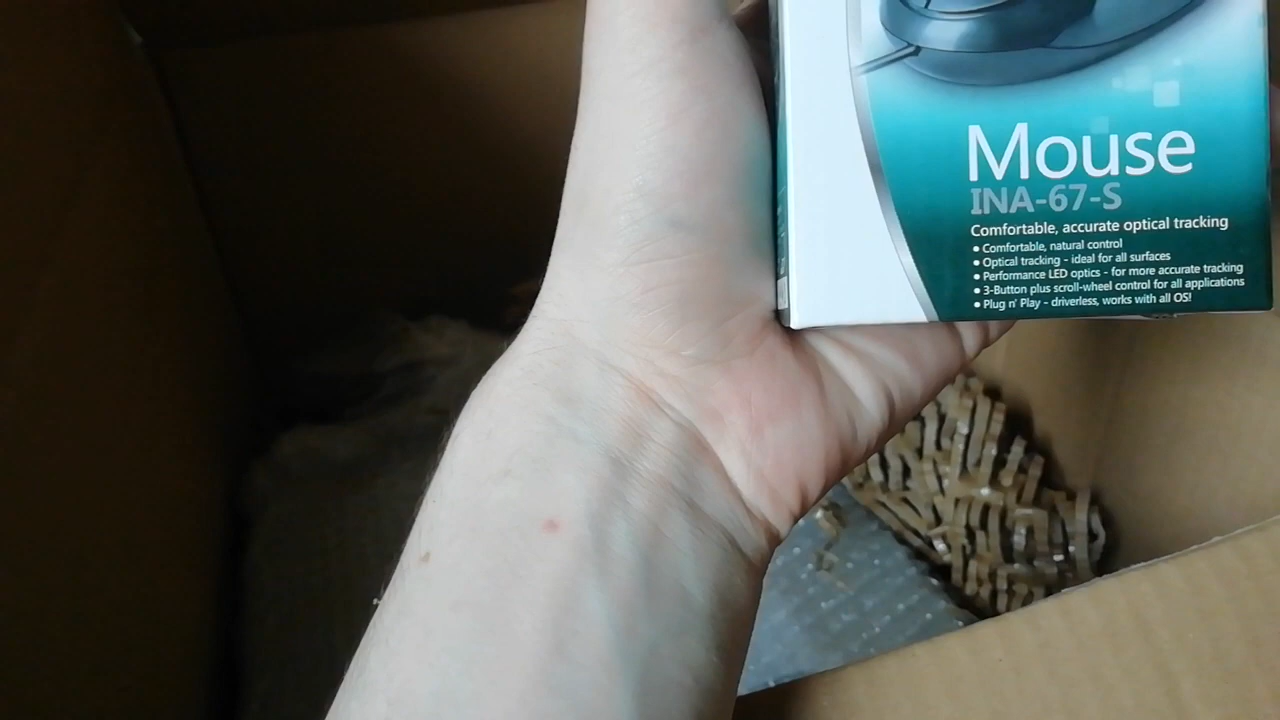 Mouse
INA-67-S
Comfortable, accurate optical tracking
• Comfortable, natural control
• Optical tracking - ideal for all surfaces
• Performance LED optics - for more accurate tracking
• 3-Button plus scroll-wheel control for all applications
• Plug n' Play - driverless, works with all OS!